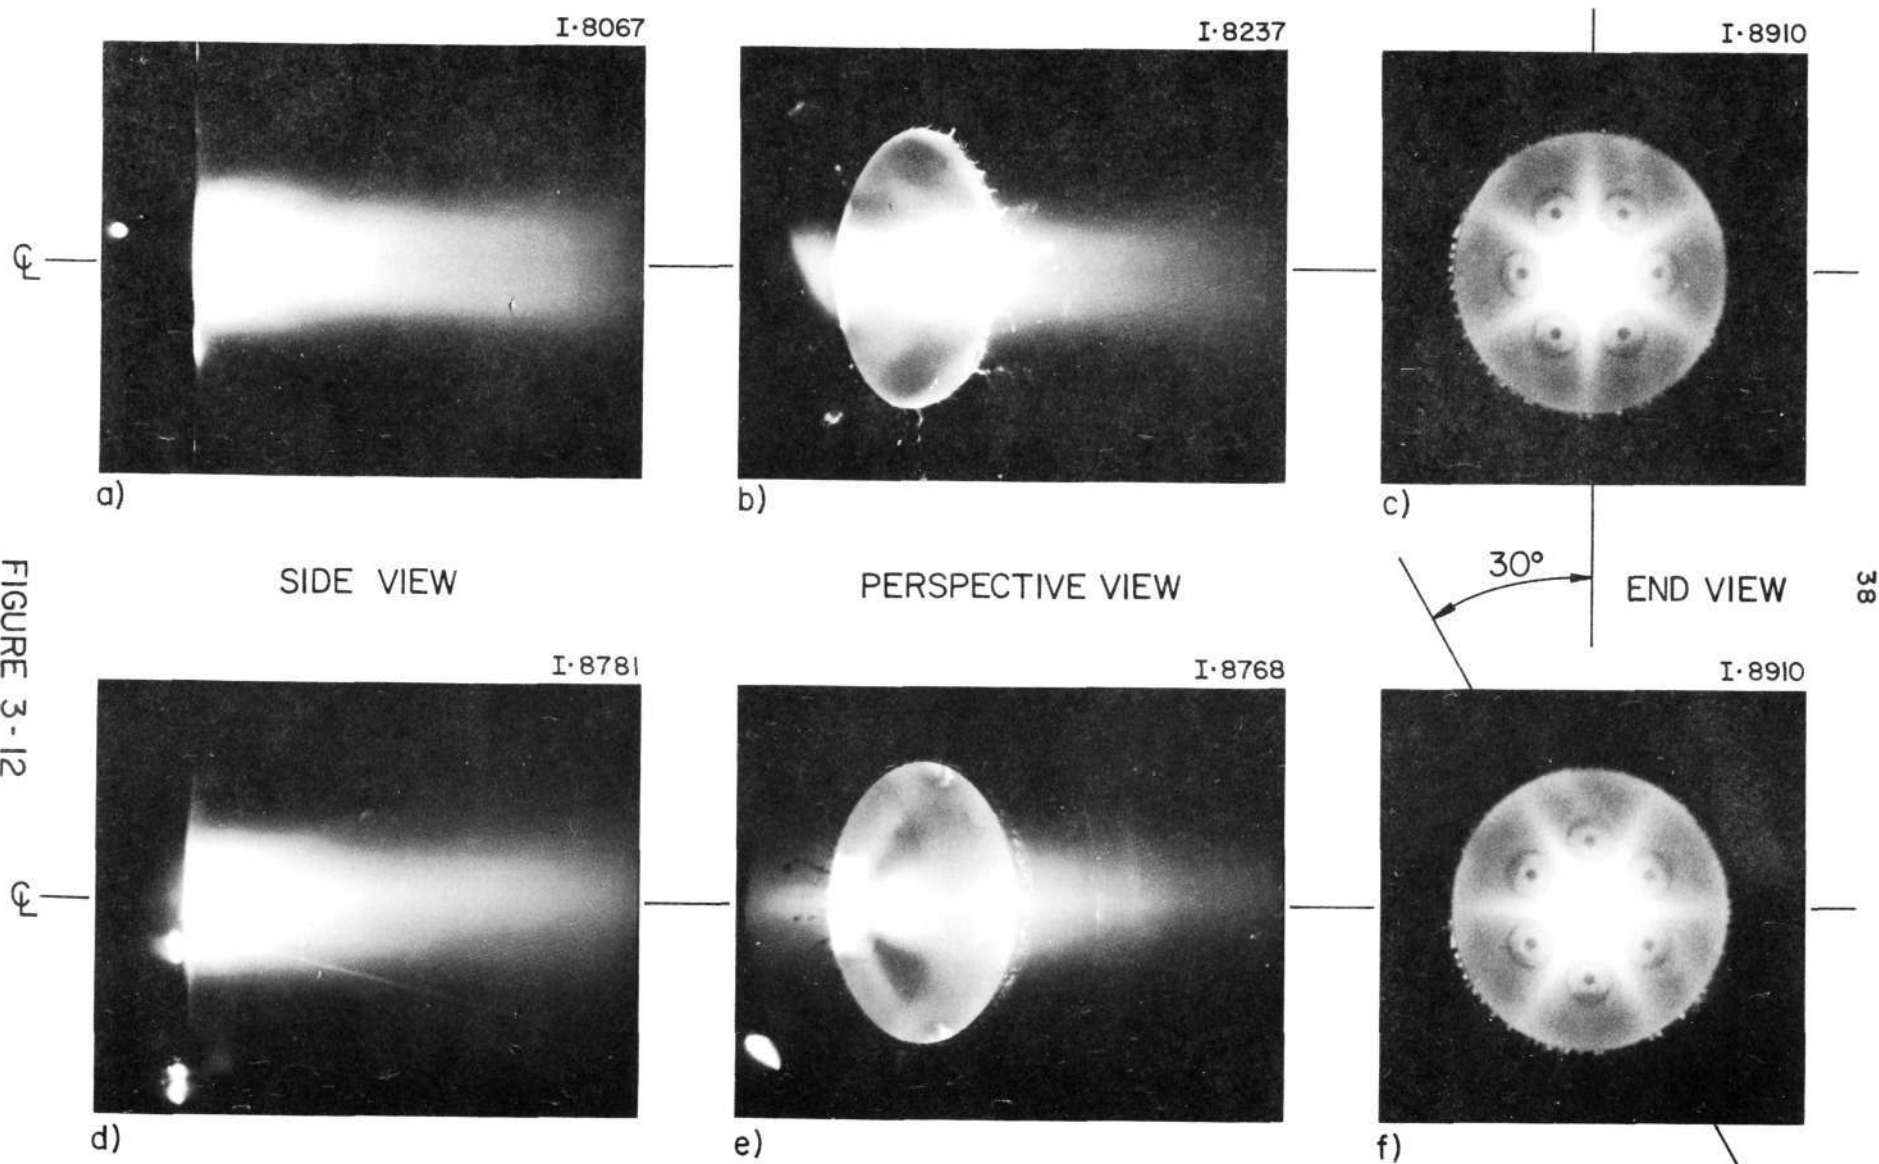 I·8067
I·8237
I·8910
℄
a)
b)
c)
SIDE VIEW
PERSPECTIVE VIEW
30°
END VIEW
38
FIGURE 3-12
I·8781
I·8768
I·8910
℄
d)
e)
f)